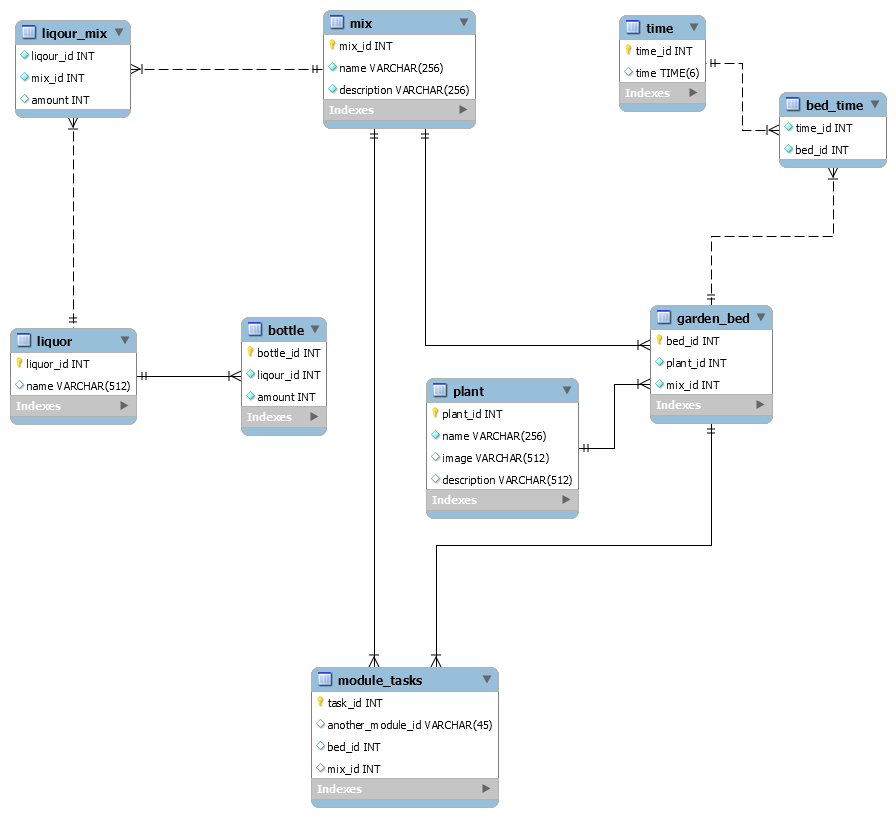 liqour_mix
liqour_id INT
mix_id INT
amount INT
mix
mix_id INT
name VARCHAR(256)
description VARCHAR(256)
Indexes
time
time_id INT
time TIME(6)
Indexes
bed_time
time_id INT
bed_id INT
liquor
liquor_id INT
name VARCHAR(512)
Indexes
bottle
bottle_id INT
liqour_id INT
amount INT
Indexes
plant
plant_id INT
name VARCHAR(256)
image VARCHAR(512)
description VARCHAR(512)
Indexes
garden_bed
bed_id INT
plant_id INT
mix_id INT
Indexes
module_tasks
task_id INT
another_module_id VARCHAR(45)
bed_id INT
mix_id INT
Indexes